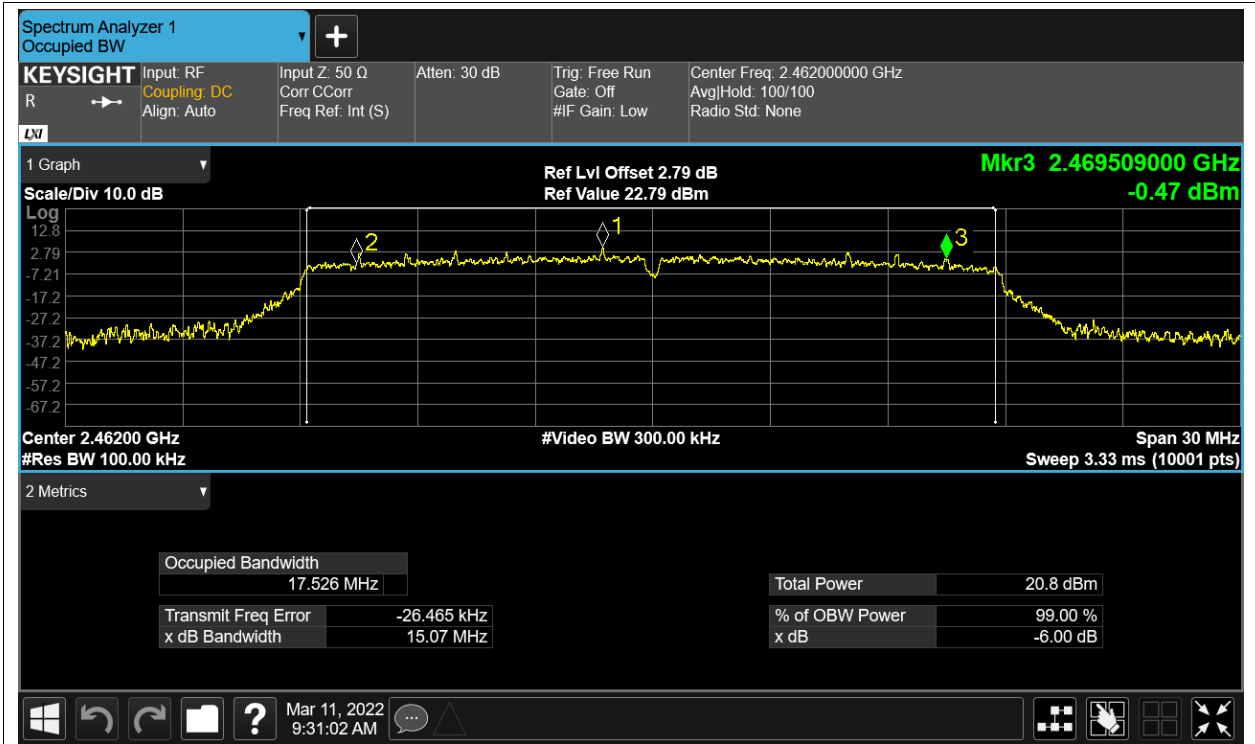 Spectrum Analyzer 1
Occupied BW
KEYSIGHT
R
LXI
Input: RF
Coupling: DC
Align: Auto
Input Z: 50 Ω
Corr CCorr
Freq Ref: Int (S)
Atten: 30 dB
Trig: Free Run
Gate: Off
#IF Gain: Low
Center Freq: 2.462000000 GHz
Avg|Hold: 100/100
Radio Std: None
1 Graph
Scale/Div 10.0 dB
Ref Lvl Offset 2.79 dB
Ref Value 22.79 dBm
Mkr3 2.469509000 GHz
-0.47 dBm
Log
12.8
2.79
-7.21
-17.2
-27.2
-37.2
-47.2
-57.2
-67.2
2
1
3
Center 2.46200 GHz
#Res BW 100.00 kHz
#Video BW 300.00 kHz
Span 30 MHz
Sweep 3.33 ms (10001 pts)
2 Metrics
Occupied Bandwidth
17.526 MHz
Transmit Freq Error -26.465 kHz
x dB Bandwidth 15.07 MHz
Total Power 20.8 dBm
% of OBW Power 99.00 %
x dB -6.00 dB
?
Mar 11, 2022
9:31:02 AM